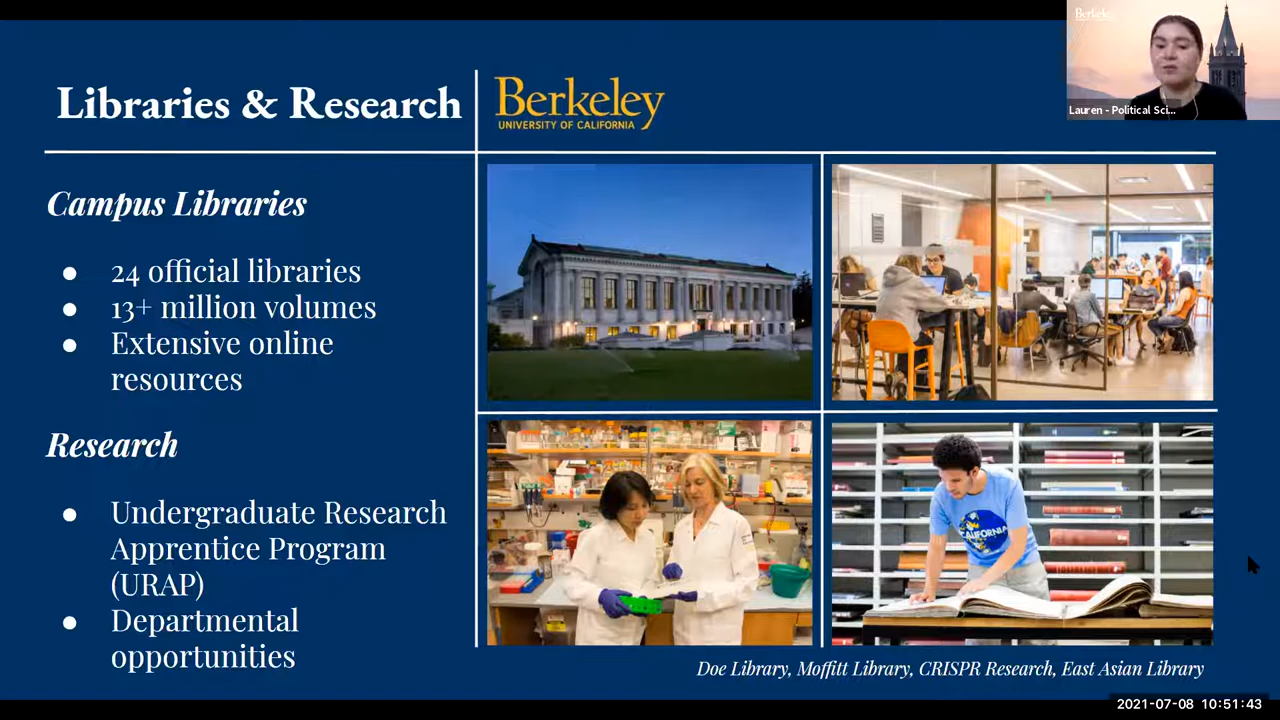 Libraries & Research
Berkeley
UNIVERSITY OF CALIFORNIA
Berkeley
Lauren - Political Sci...
Campus Libraries
● 24 official libraries
● 13+ million volumes
● Extensive online
resources
Research
● Undergraduate Research
Apprentice Program
(URAP)
● Departmental
opportunities
CALIFORNIA
Doe Library, Moffitt Library, CRISPR Research, East Asian Library
2021-07-08 10:51:43